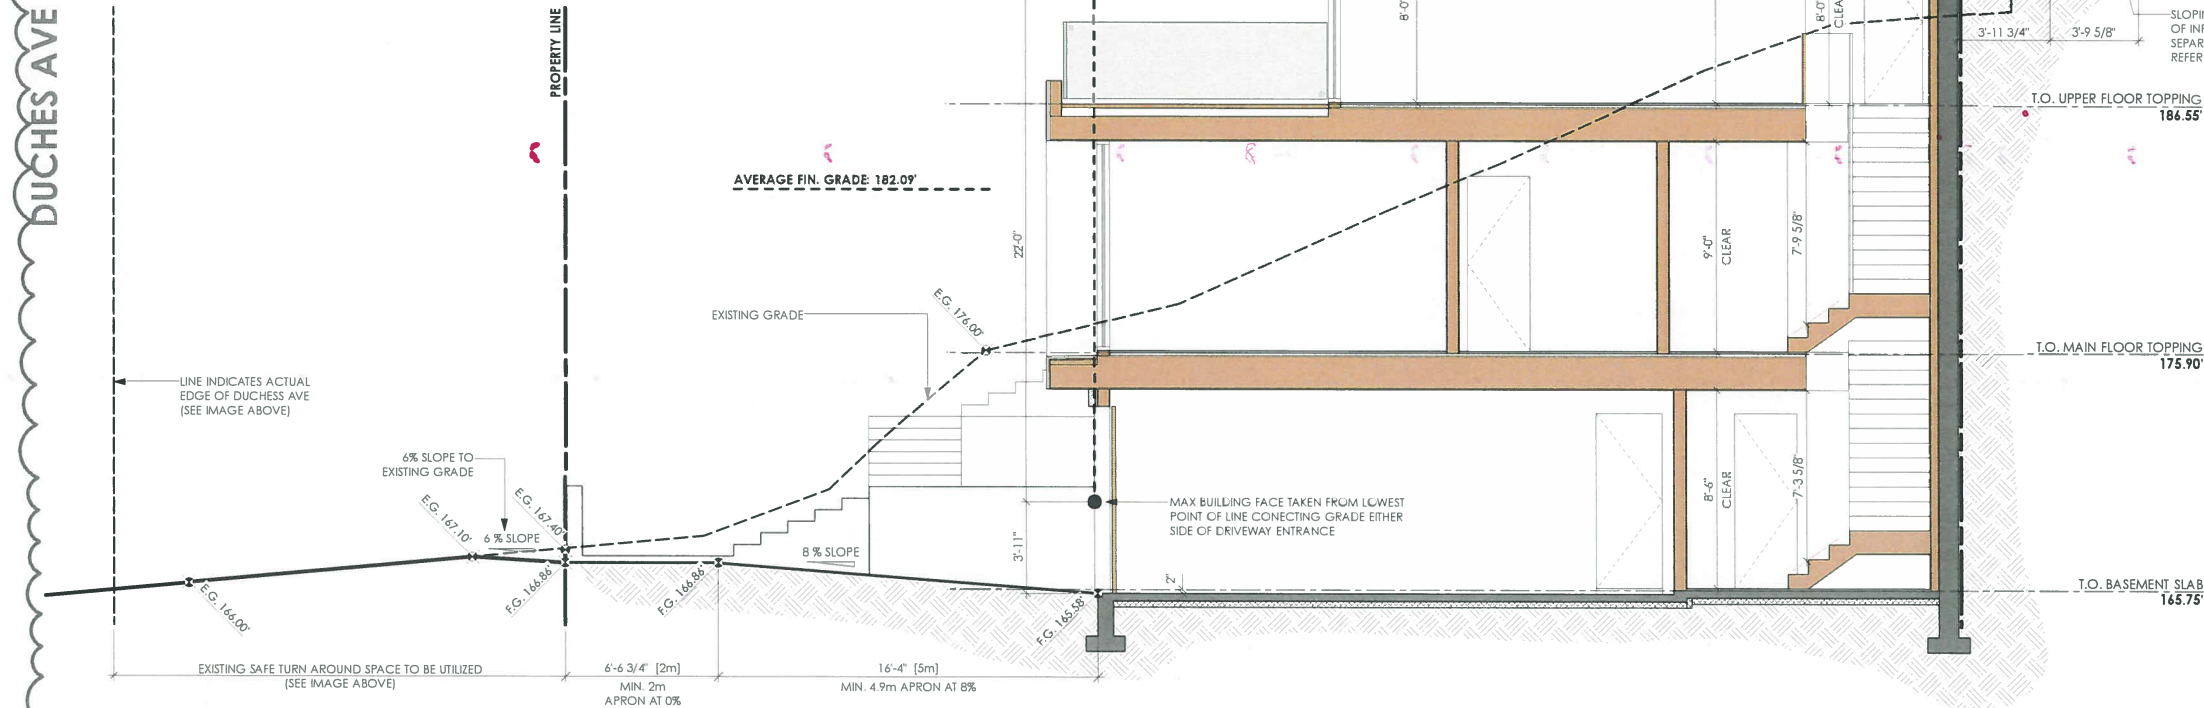 DUCHES AVE
PROPERTY LINE
8'-0"
8'-0"
3'-11 3/4"
3'-9 5/8"
T.O. UPPER FLOOR TOPPING
186.55'
AVERAGE FIN. GRADE: 182.09'
22'-0"
9'-0"
CLEAR
7'-9 5/8"
E.G. 176.00'
EXISTING GRADE
T.O. MAIN FLOOR TOPPING
175.90'
LINE INDICATES ACTUAL
EDGE OF DUCHESS AVE
(SEE IMAGE ABOVE)
6% SLOPE TO
EXISTING GRADE
E.G. 167.10'
E.G. 167.40'
6 % SLOPE
8 % SLOPE
MAX BUILDING FACE TAKEN FROM LOWEST
POINT OF LINE CONECTING GRADE EITHER
SIDE OF DRIVEWAY ENTRANCE
3'-11"
8'-6"
CLEAR
7'-3 5/8"
2"
T.O. BASEMENT SLAB
165.75'
E.G. 166.00'
F.G. 166.86'
F.G. 166.86'
F.G. 165.58'
EXISTING SAFE TURN AROUND SPACE TO BE UTILIZED
(SEE IMAGE ABOVE)
6'-6 3/4" [2m]
MIN. 2m
APRON AT 0%
16'-4" [5m]
MIN. 4.9m APRON AT 8%